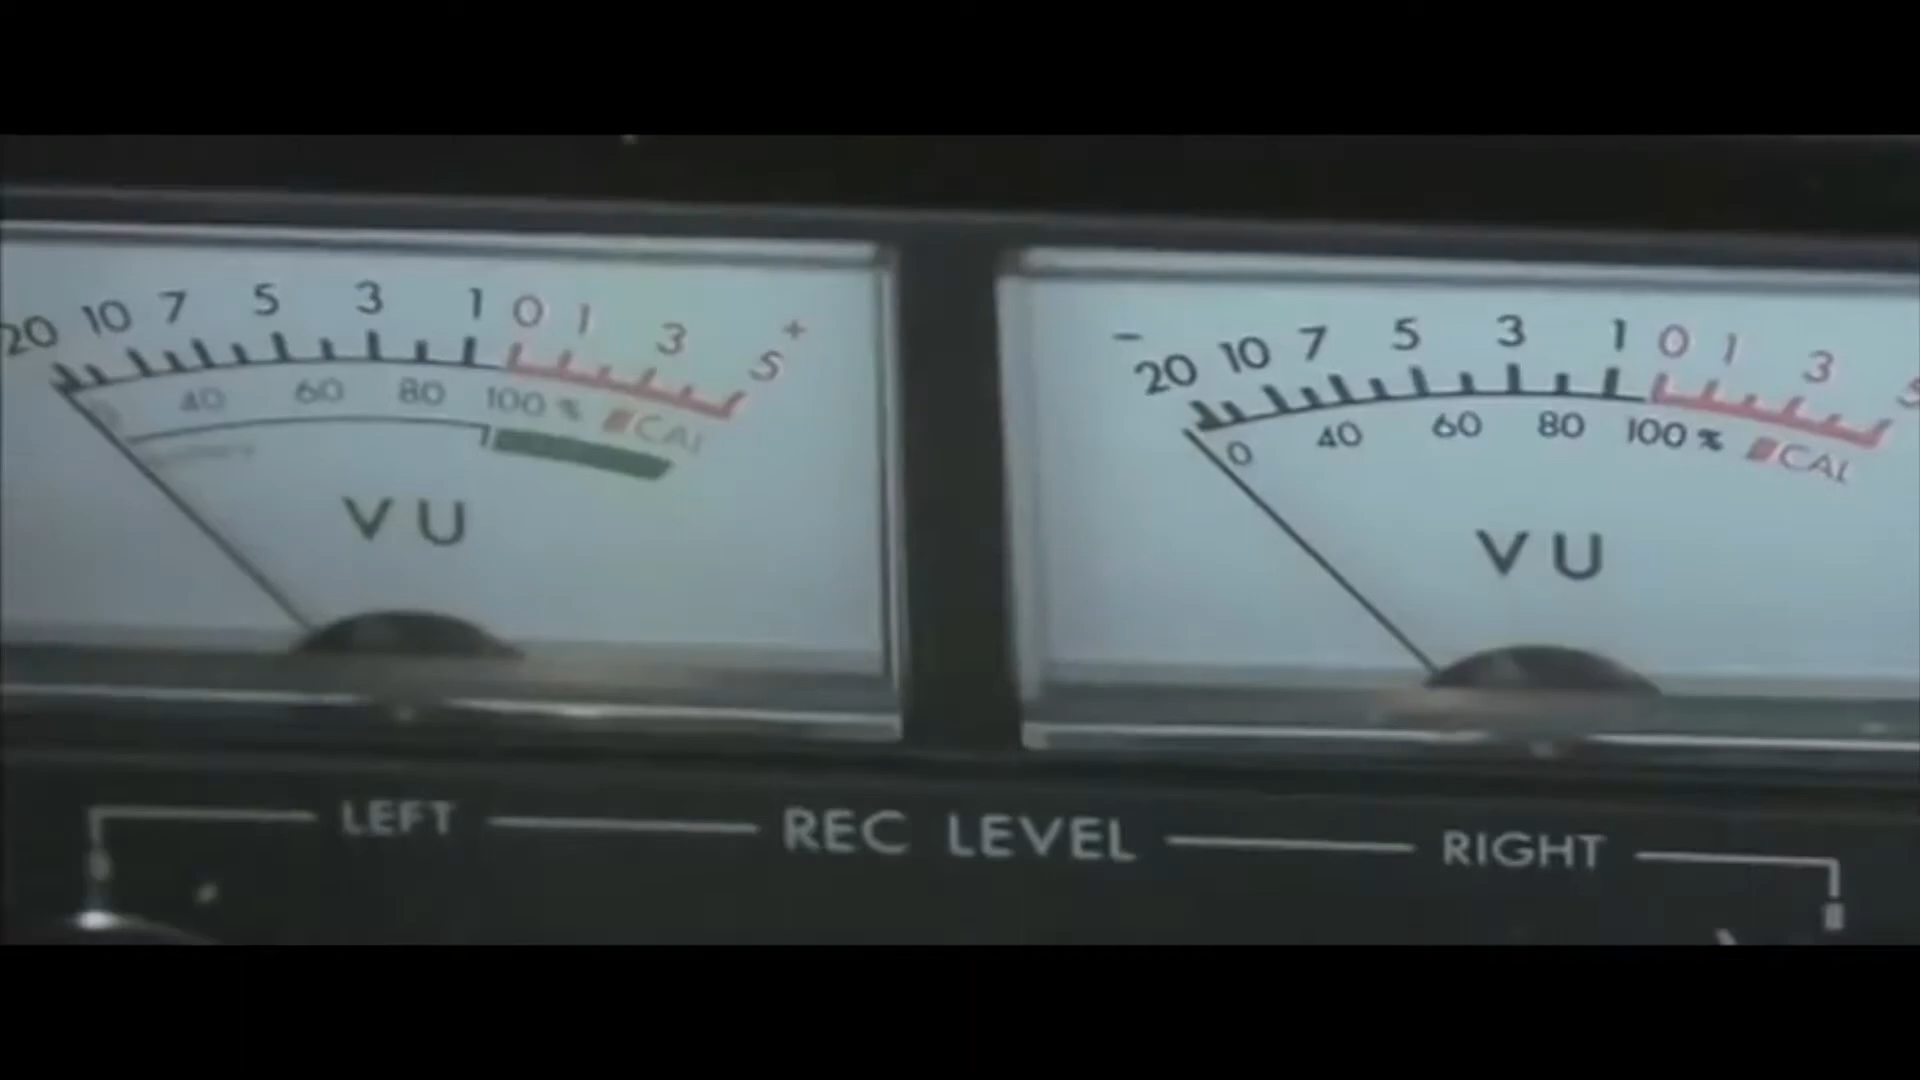 20 10 7 5 3 1 0 1 3 5 +
40 60 80 100 % CAL
VU
− 20 10 7 5 3 1 0 1 3 5
0 40 60 80 100 % CAL
VU
LEFT REC LEVEL RIGHT